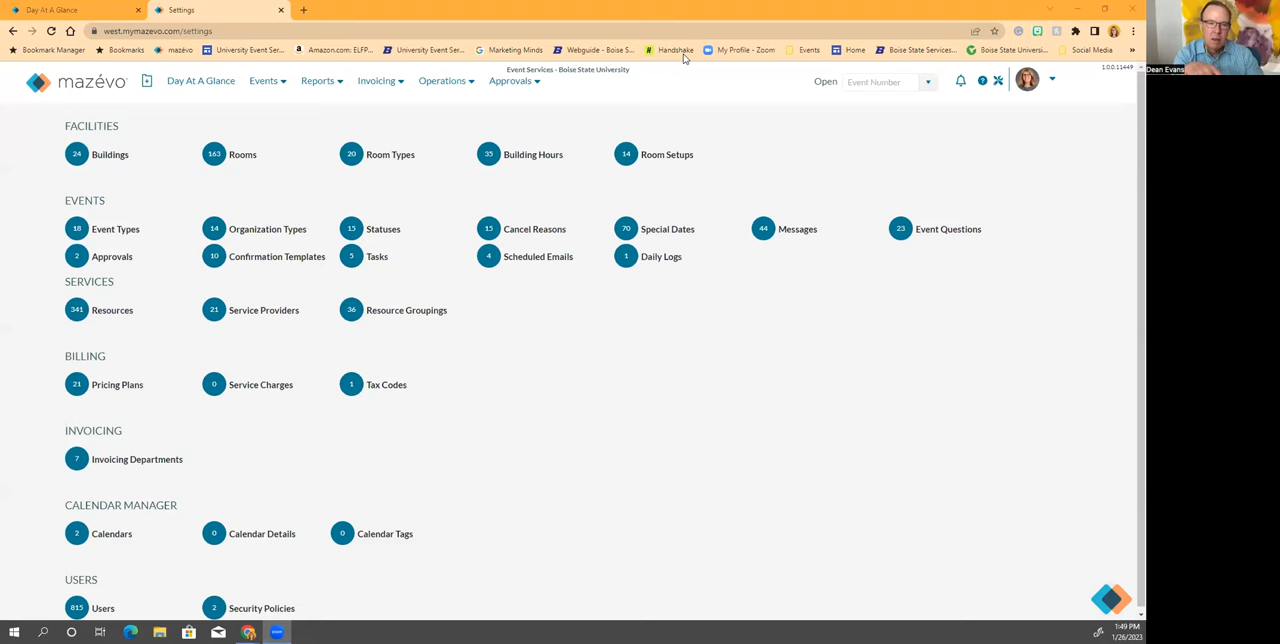 Day At A Glance
Settings
west.mymazevo.com/settings
Bookmark Manager
Bookmarks
mazévo
University Event Ser...
Amazon.com: ELFP...
University Event Ser...
Marketing Minds
Webguide - Boise S...
Handshake
My Profile - Zoom
Events
Home
Boise State Services...
Boise State Universi...
Social Media
mazévo
Day At A Glance
Events
Reports
Invoicing
Operations
Event Services - Boise State University
Approvals
Open
Event Number
1.0.0.11449
Dean Evans
FACILITIES
24 Buildings
163 Rooms
20 Room Types
35 Building Hours
14 Room Setups
EVENTS
18 Event Types
14 Organization Types
15 Statuses
15 Cancel Reasons
70 Special Dates
44 Messages
23 Event Questions
2 Approvals
10 Confirmation Templates
5 Tasks
4 Scheduled Emails
1 Daily Logs
SERVICES
341 Resources
21 Service Providers
36 Resource Groupings
BILLING
21 Pricing Plans
0 Service Charges
1 Tax Codes
INVOICING
7 Invoicing Departments
CALENDAR MANAGER
2 Calendars
0 Calendar Details
0 Calendar Tags
USERS
815 Users
2 Security Policies
1:49 PM
1/26/2023